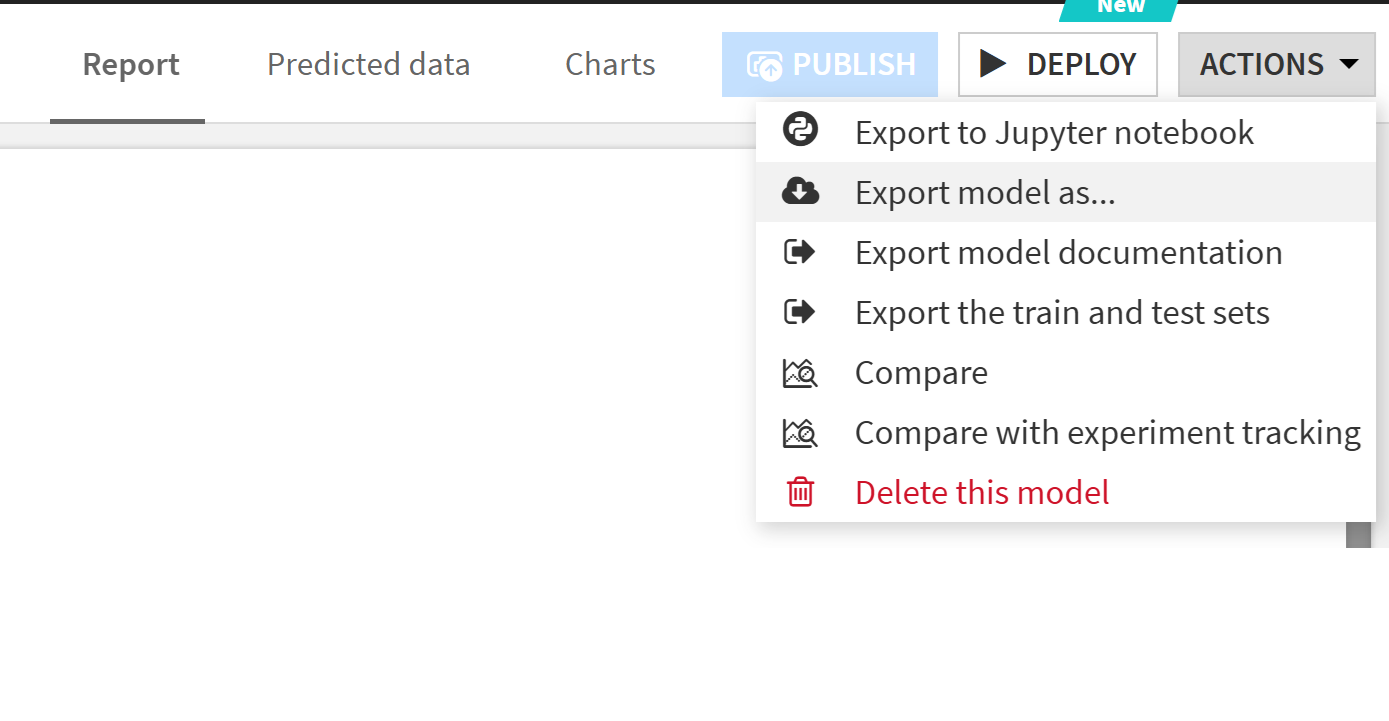 New
Report Predicted data Charts PUBLISH DEPLOY ACTIONS
Export to Jupyter notebook
Export model as...
Export model documentation
Export the train and test sets
Compare
Compare with experiment tracking
Delete this model